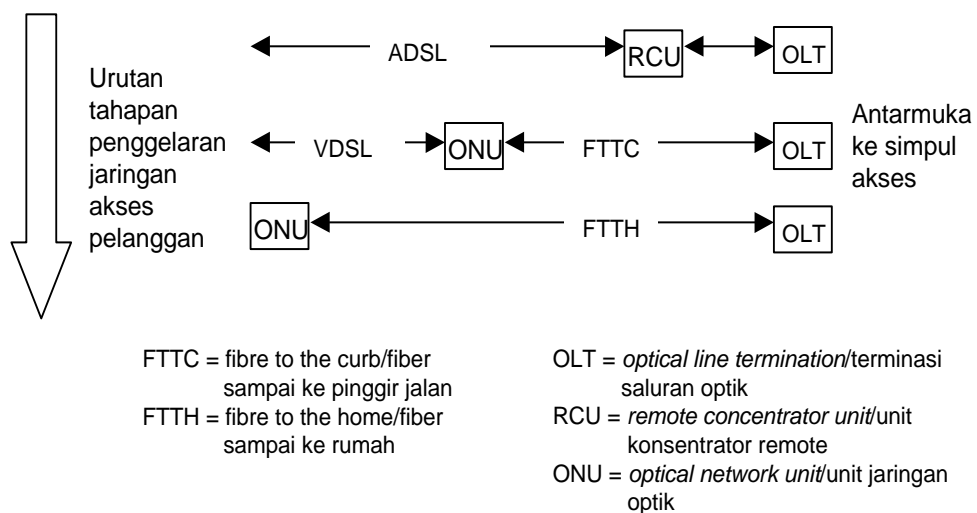 Urutan
tahapan
penggelaran
jaringan
akses
pelanggan
ADSL
RCU
OLT
VDSL
ONU
FTTC
OLT
ONU
FTTH
OLT
Antarmuka
ke simpul
akses
FTTC = fibre to the curb/fiber
sampai ke pinggir jalan
FTTH = fibre to the home/fiber
sampai ke rumah
OLT = optical line termination/terminasi
saluran optik
RCU = remote concentrator unit/unit
konsentrator remote
ONU = optical network unit/unit jaringan
optik